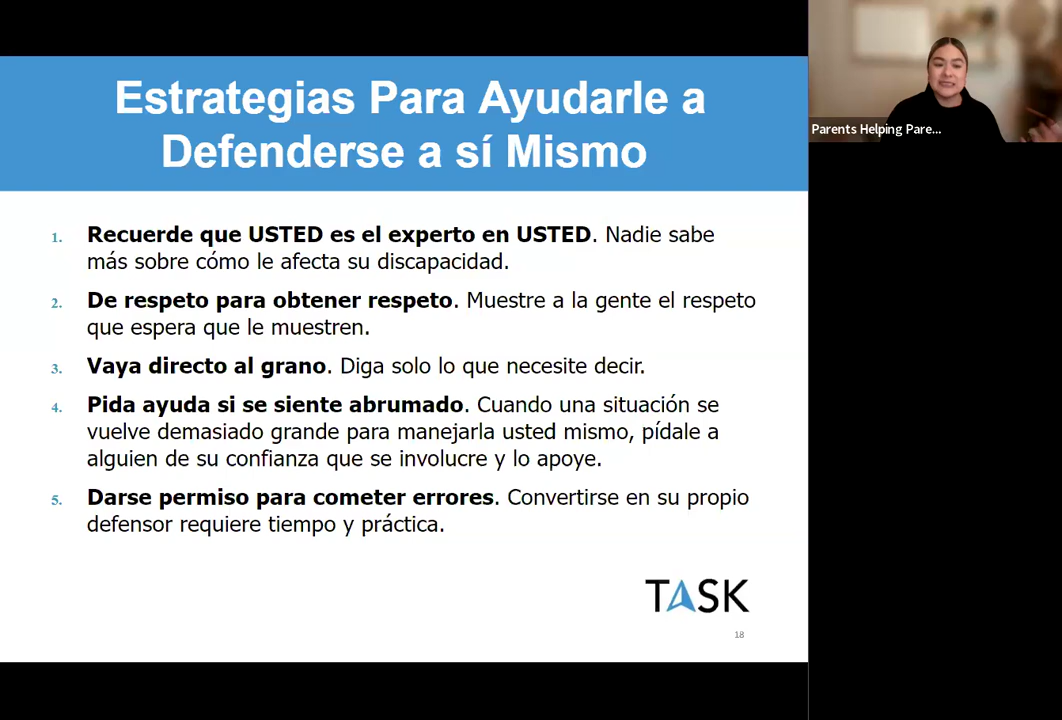 Estrategias Para Ayudarle a
Defenderse a sí Mismo
Parents Helping Pare...
1. Recuerde que USTED es el experto en USTED. Nadie sabe
más sobre cómo le afecta su discapacidad.
2. De respeto para obtener respeto. Muestre a la gente el respeto
que espera que le muestren.
3. Vaya directo al grano. Diga solo lo que necesite decir.
4. Pida ayuda si se siente abrumado. Cuando una situación se
vuelve demasiado grande para manejarla usted mismo, pídale a
alguien de su confianza que se involucre y lo apoye.
5. Darse permiso para cometer errores. Convertirse en su propio
defensor requiere tiempo y práctica.
TASK
18